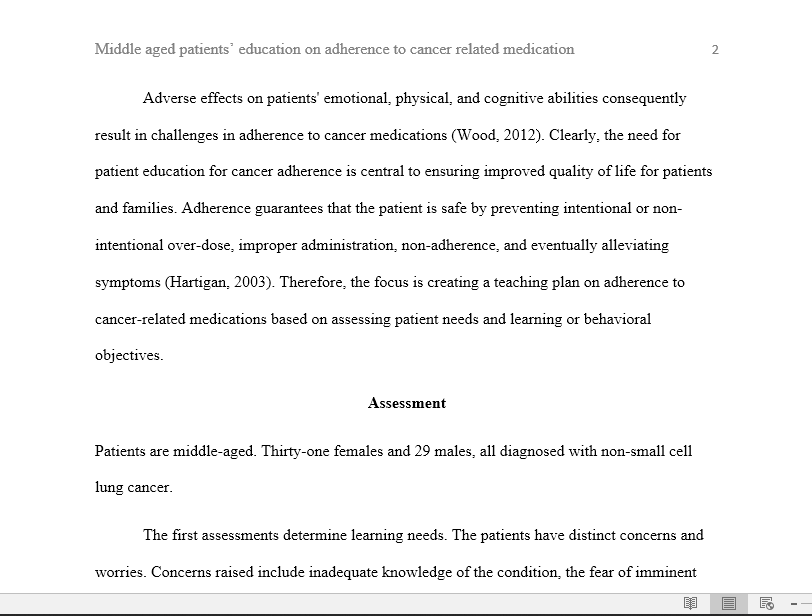 Middle aged patients’ education on adherence to cancer related medication 2
Adverse effects on patients' emotional, physical, and cognitive abilities consequently
result in challenges in adherence to cancer medications (Wood, 2012). Clearly, the need for
patient education for cancer adherence is central to ensuring improved quality of life for patients
and families. Adherence guarantees that the patient is safe by preventing intentional or non-
intentional over-dose, improper administration, non-adherence, and eventually alleviating
symptoms (Hartigan, 2003). Therefore, the focus is creating a teaching plan on adherence to
cancer-related medications based on assessing patient needs and learning or behavioral
objectives.
Assessment
Patients are middle-aged. Thirty-one females and 29 males, all diagnosed with non-small cell
lung cancer.
The first assessments determine learning needs. The patients have distinct concerns and
worries. Concerns raised include inadequate knowledge of the condition, the fear of imminent